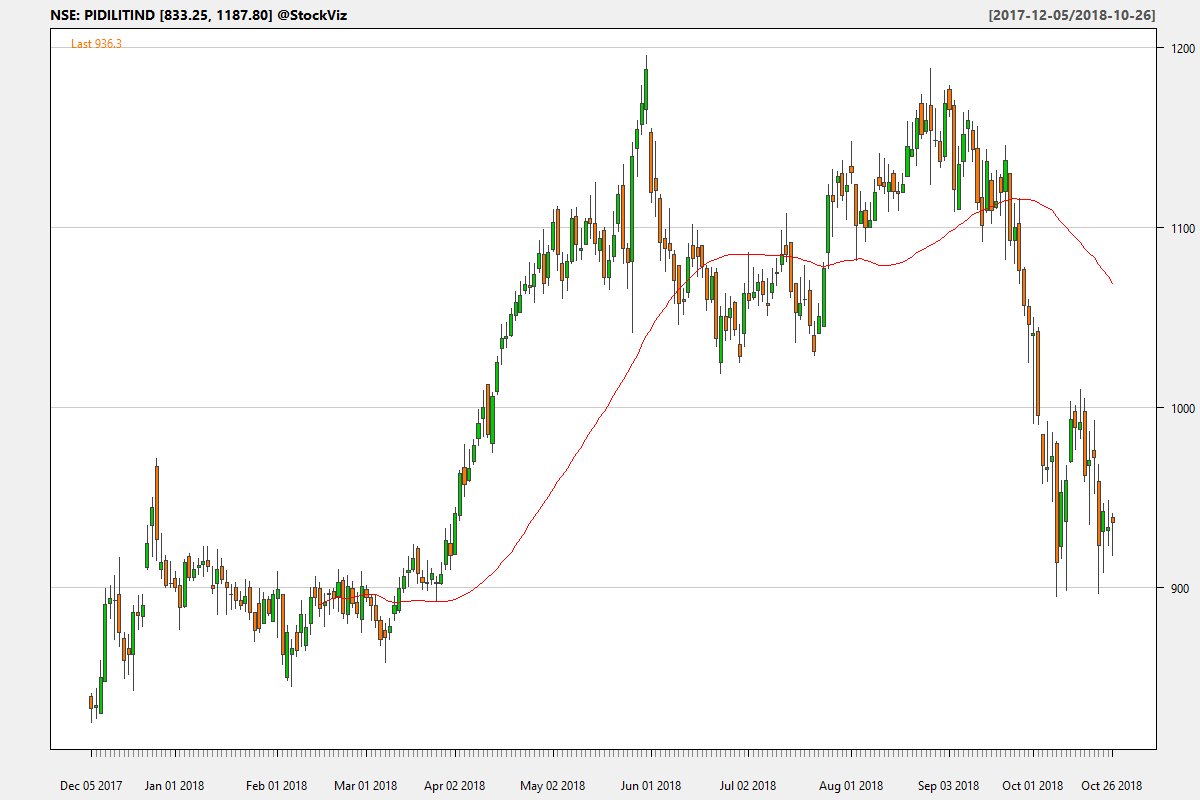 NSE: PIDILITIND [833.25, 1187.80] @StockViz [2017-12-05/2018-10-26]
Last 936.3
1200
1100
1000
900
Dec 05 2017 Jan 01 2018 Feb 01 2018 Mar 01 2018 Apr 02 2018 May 02 2018 Jun 01 2018 Jul 02 2018 Aug 01 2018 Sep 03 2018 Oct 01 2018 Oct 26 2018